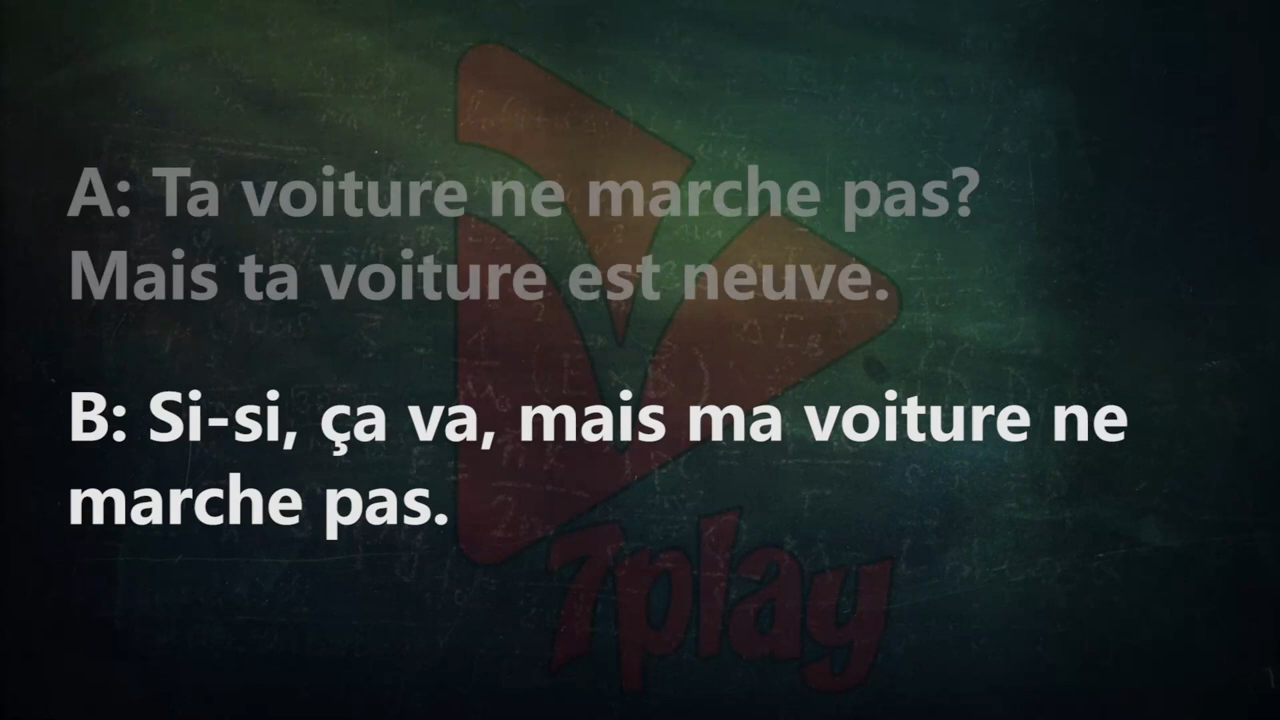 A: Ta voiture ne marche pas?
Mais ta voiture est neuve.
B: Si-si, ça va, mais ma voiture ne
marche pas.
7play